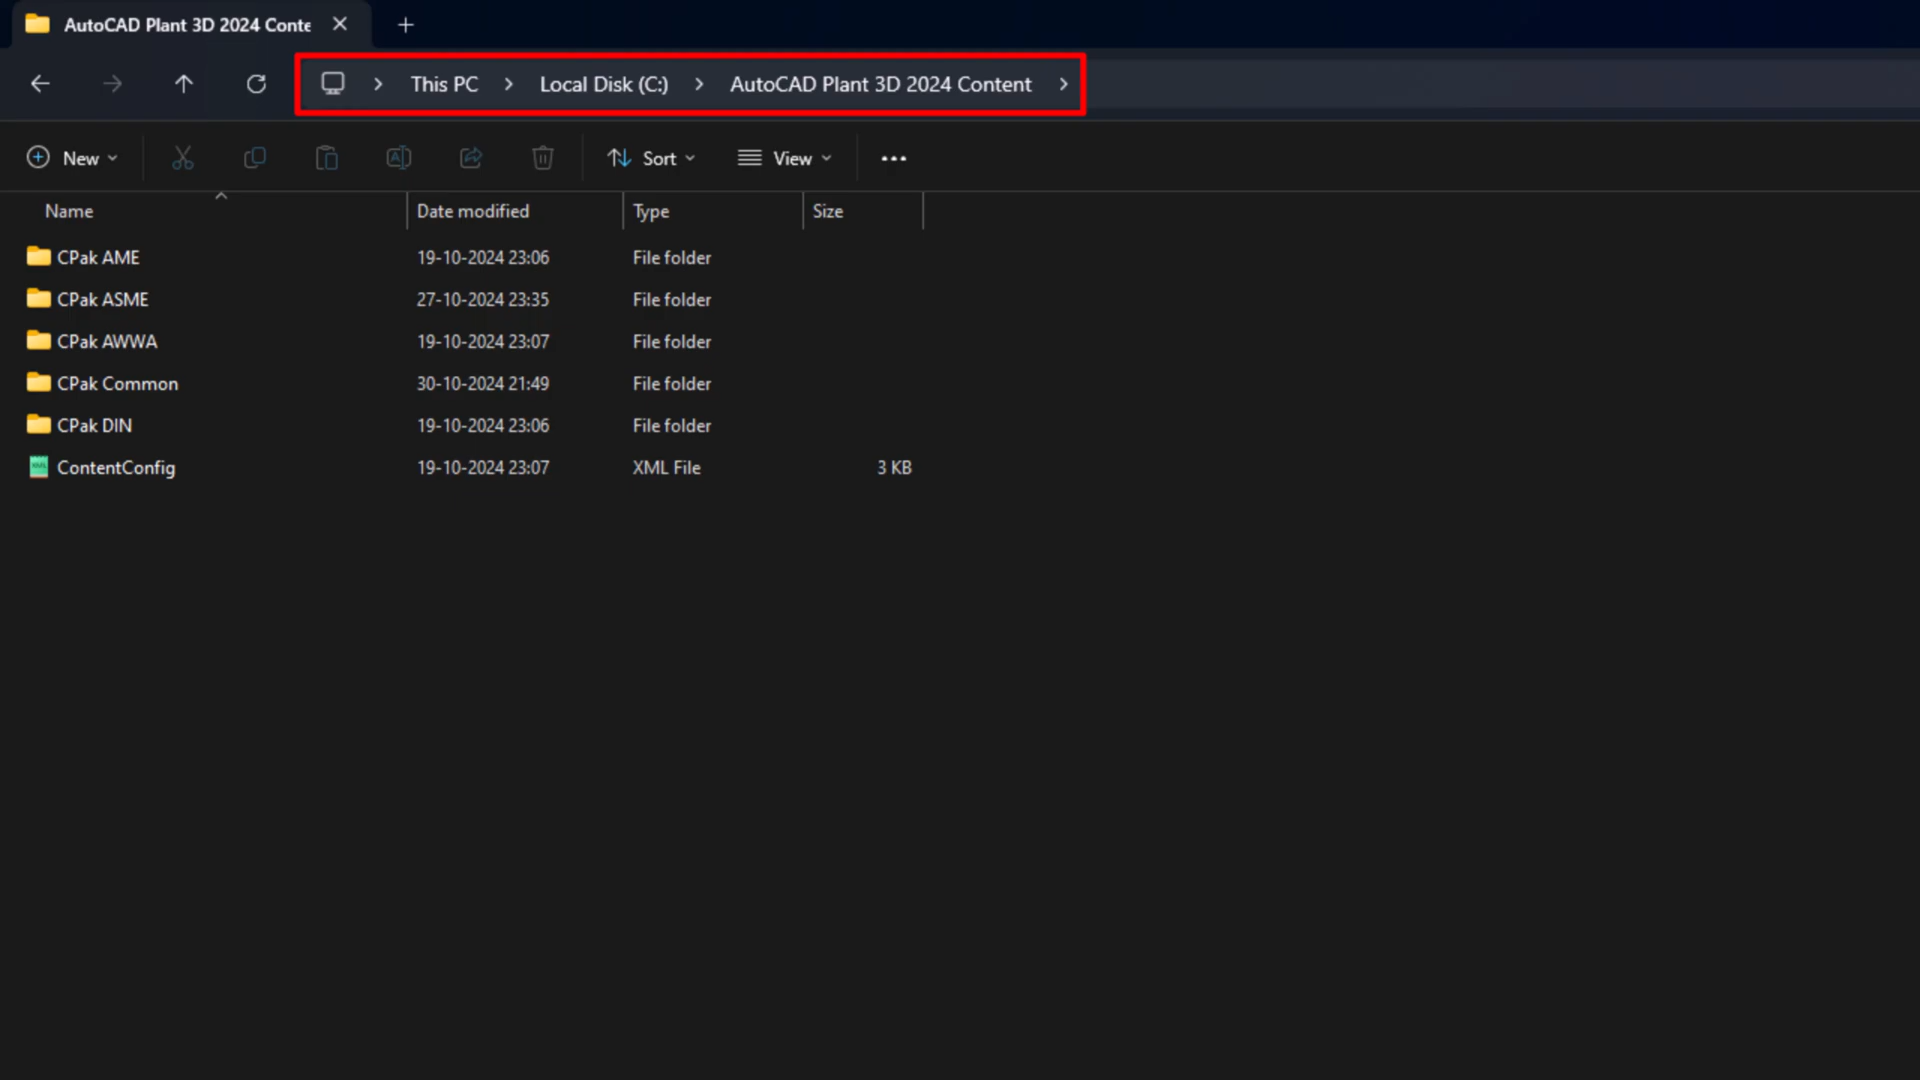 AutoCAD Plant 3D 2024 Conte
This PC > Local Disk (C:) > AutoCAD Plant 3D 2024 Content >
New Sort View
Name Date modified Type Size
CPak AME 19-10-2024 23:06 File folder
CPak ASME 27-10-2024 23:35 File folder
CPak AWWA 19-10-2024 23:07 File folder
CPak Common 30-10-2024 21:49 File folder
CPak DIN 19-10-2024 23:06 File folder
ContentConfig 19-10-2024 23:07 XML File 3 KB